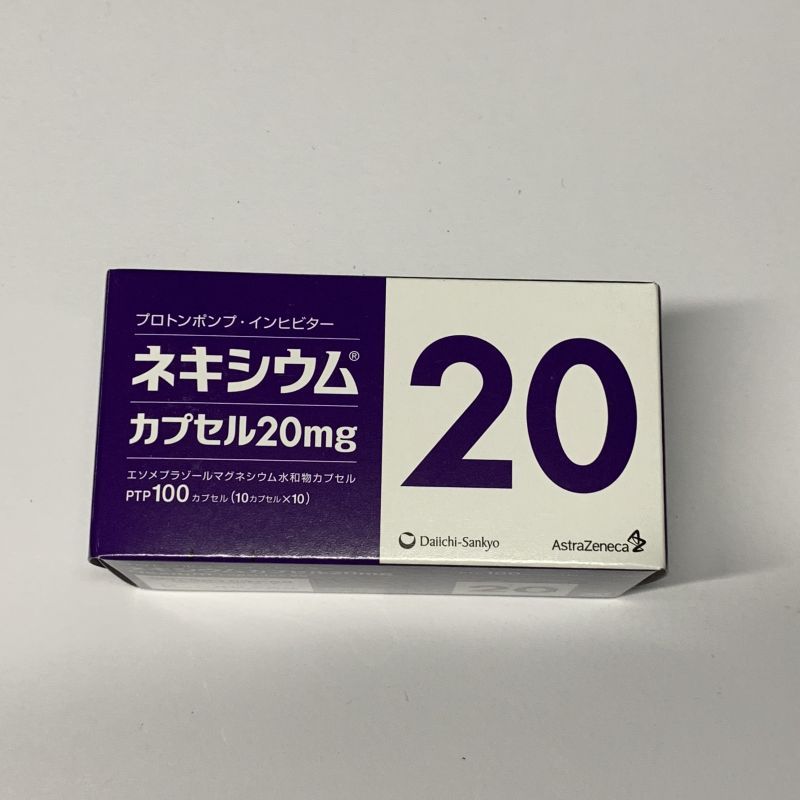 プロトンポンプ・インヒビター
ネキシウム®
カプセル20mg
エソメプラゾールマグネシウム水和物カプセル
PTP100カプセル(10カプセル×10)
20
Daiichi-Sankyo
AstraZeneca
20mg
100
20